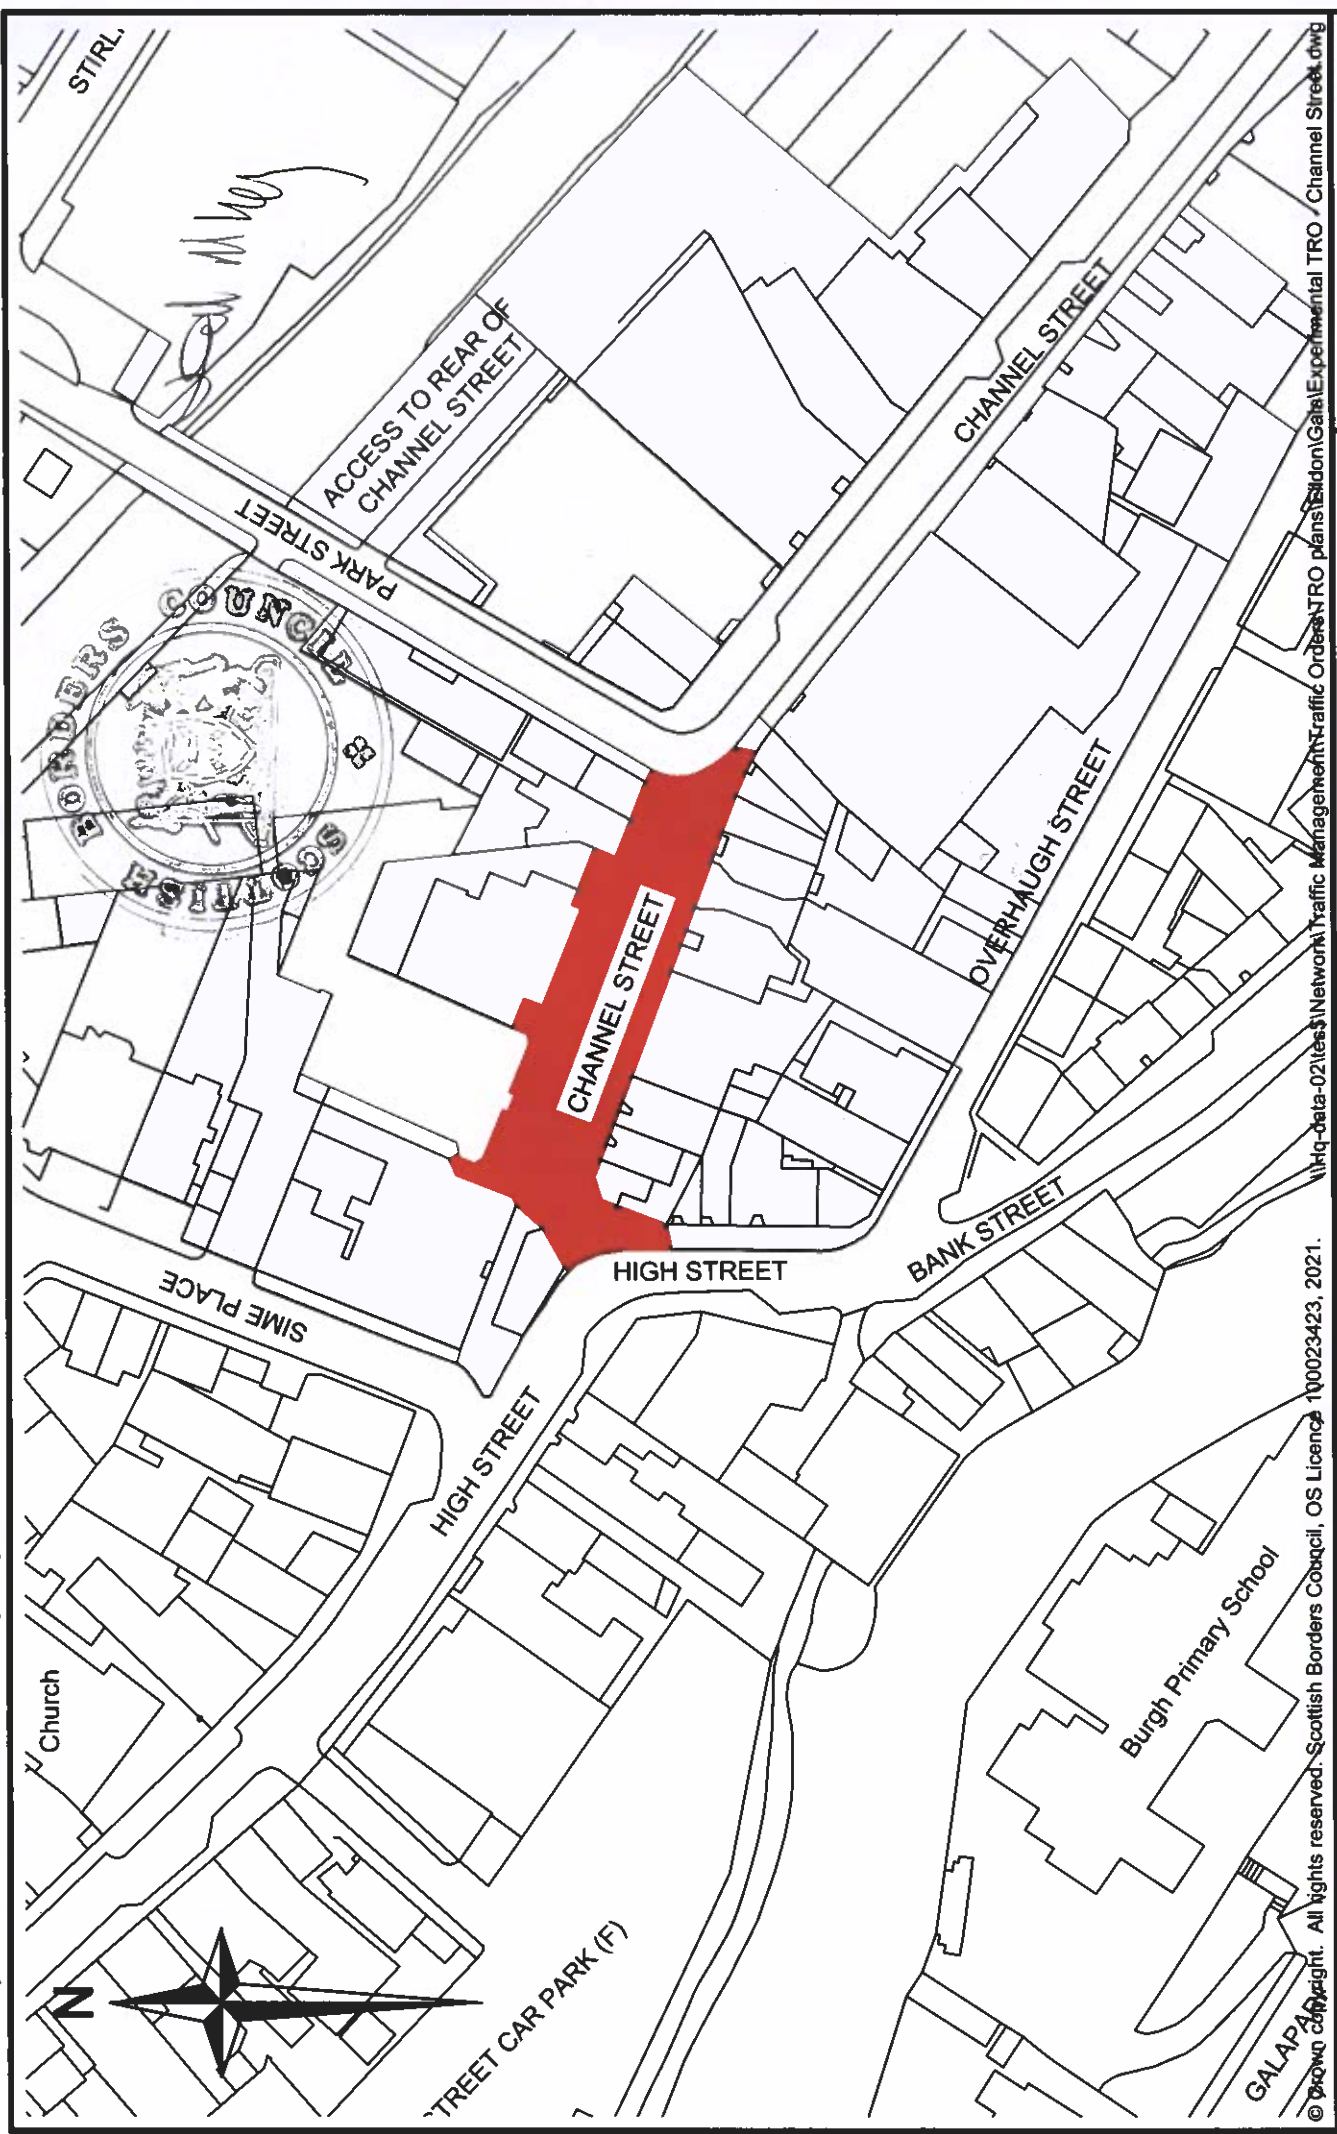 STIRL
ACCESS TO REAR OF
CHANNEL STREET
PARK STREET
SCOTTISH BORDERS COUNCIL
CHANNEL STREET
CHANNEL STREET
OVERHAUGH STREET
SIME PLACE
HIGH STREET
BANK STREET
HIGH STREET
Church
Burgh Primary School
N
TREET CAR PARK (F)
GALAPA
© Crown copyright. All rights reserved. Scottish Borders Council, OS Licence 100023423, 2021.
\\Hq-data-02\tess$\Network\Traffic Management\Traffic Orders\TRO plans\Eildon\Gala\Experimental TRO - Channel Street.dwg